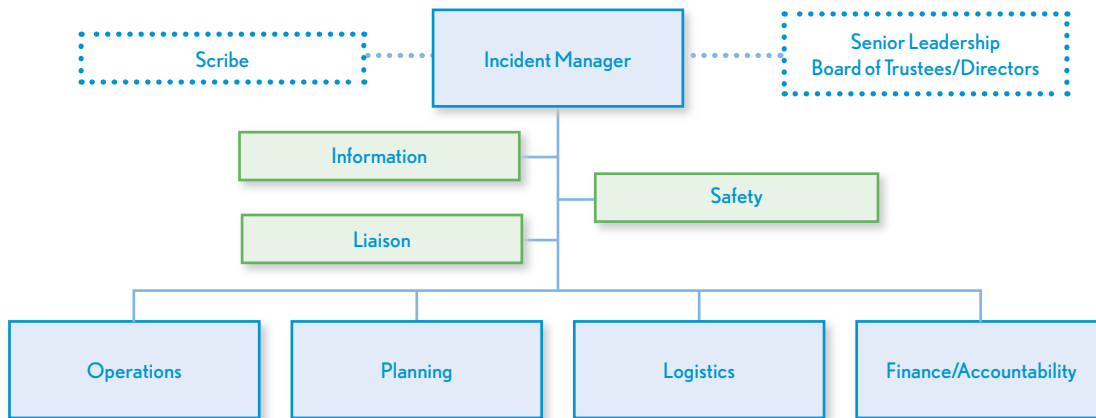 Scribe
Incident Manager
Senior Leadership
Board of Trustees/Directors
Information
Safety
Liaison
Operations
Planning
Logistics
Finance/Accountability